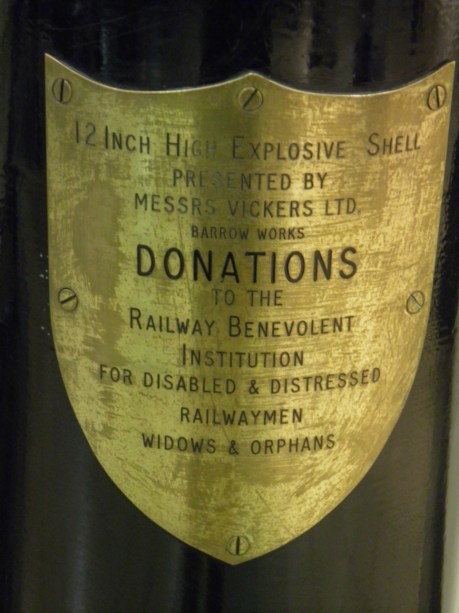 12 INCH HIGH EXPLOSIVE SHELL
PRESENTED BY
MESSRS VICKERS LTD.
BARROW WORKS
DONATIONS
TO THE
RAILWAY BENEVOLENT
INSTITUTION
FOR DISABLED & DISTRESSED
RAILWAYMEN
WIDOWS & ORPHANS